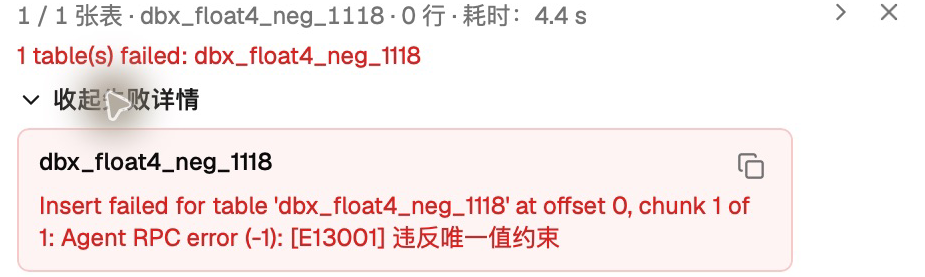 1 / 1 张表 · dbx_float4_neg_1118 · 0 行 · 耗时：4.4 s
1 table(s) failed: dbx_float4_neg_1118
收起失败详情
dbx_float4_neg_1118
Insert failed for table 'dbx_float4_neg_1118' at offset 0, chunk 1 of
1: Agent RPC error (-1): [E13001] 违反唯一值约束